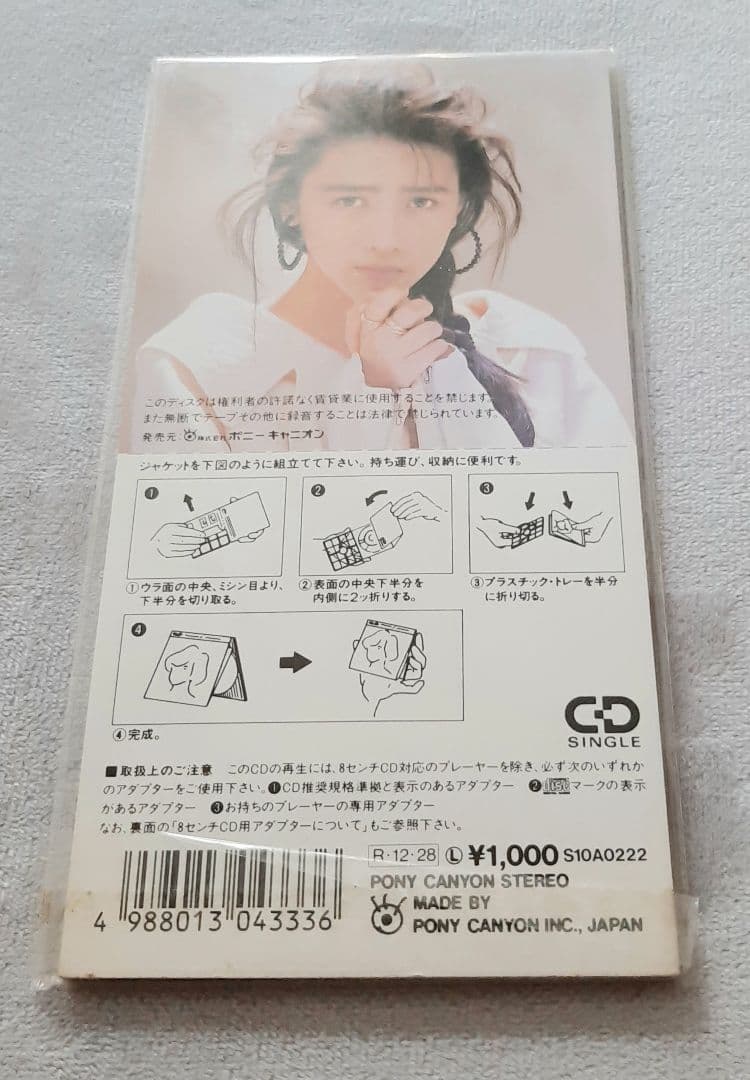 このディスクは権利者の許諾なく賃貸業に使用することを禁じます。
また無断でテープその他に録音することは法律で禁じられています。
発売元: 株式会社 ポニーキャニオン
ジャケットを下図のように組立てて下さい。持ち運び、収納に便利です。
❶
❷
❸
①ウラ面の中央、ミシン目より、
下半分を切り取る。
②表面の中央下半分を
内側に2ッ折りする。
③プラスチック・トレーを半分
に折り切る。
❹
④完成。
CD
SINGLE
■取扱上のご注意 このCDの再生には、8センチCD対応のプレーヤーを除き、必ず次のいずれか
のアダプターをご使用下さい。❶CD推奨規格準拠と表示のあるアダプター ❷discマークの表示
があるアダプター ❸お持ちのプレーヤーの専用アダプター
なお、裏面の「8センチCD用アダプターについて」もご参照下さい。
R・12・28 Ⓛ ¥1,000 S10A0222
PONY CANYON STEREO
MADE BY
PONY CANYON INC., JAPAN
4 988013 043336